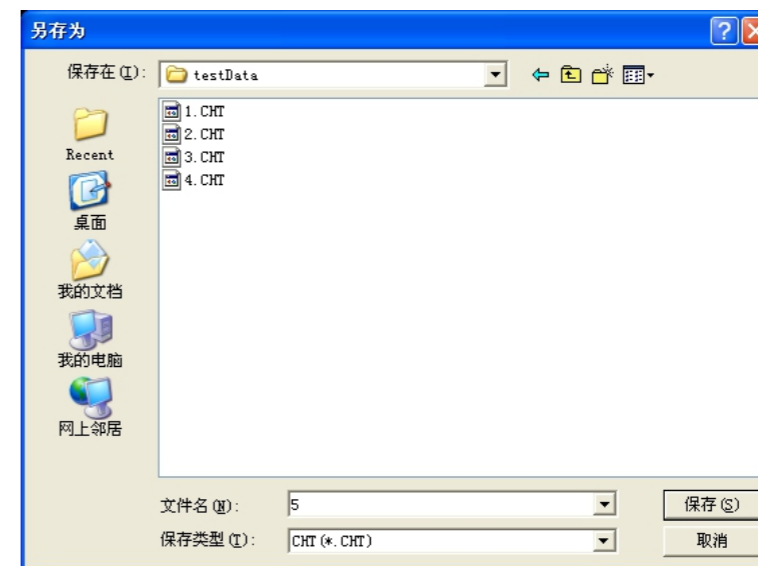 另存为
保存在(I): testData
1.CHT
2.CHT
3.CHT
4.CHT
Recent
桌面
我的文档
我的电脑
网上邻居
文件名(N): 5 保存(S)
保存类型(T): CHT(*.CHT) 取消